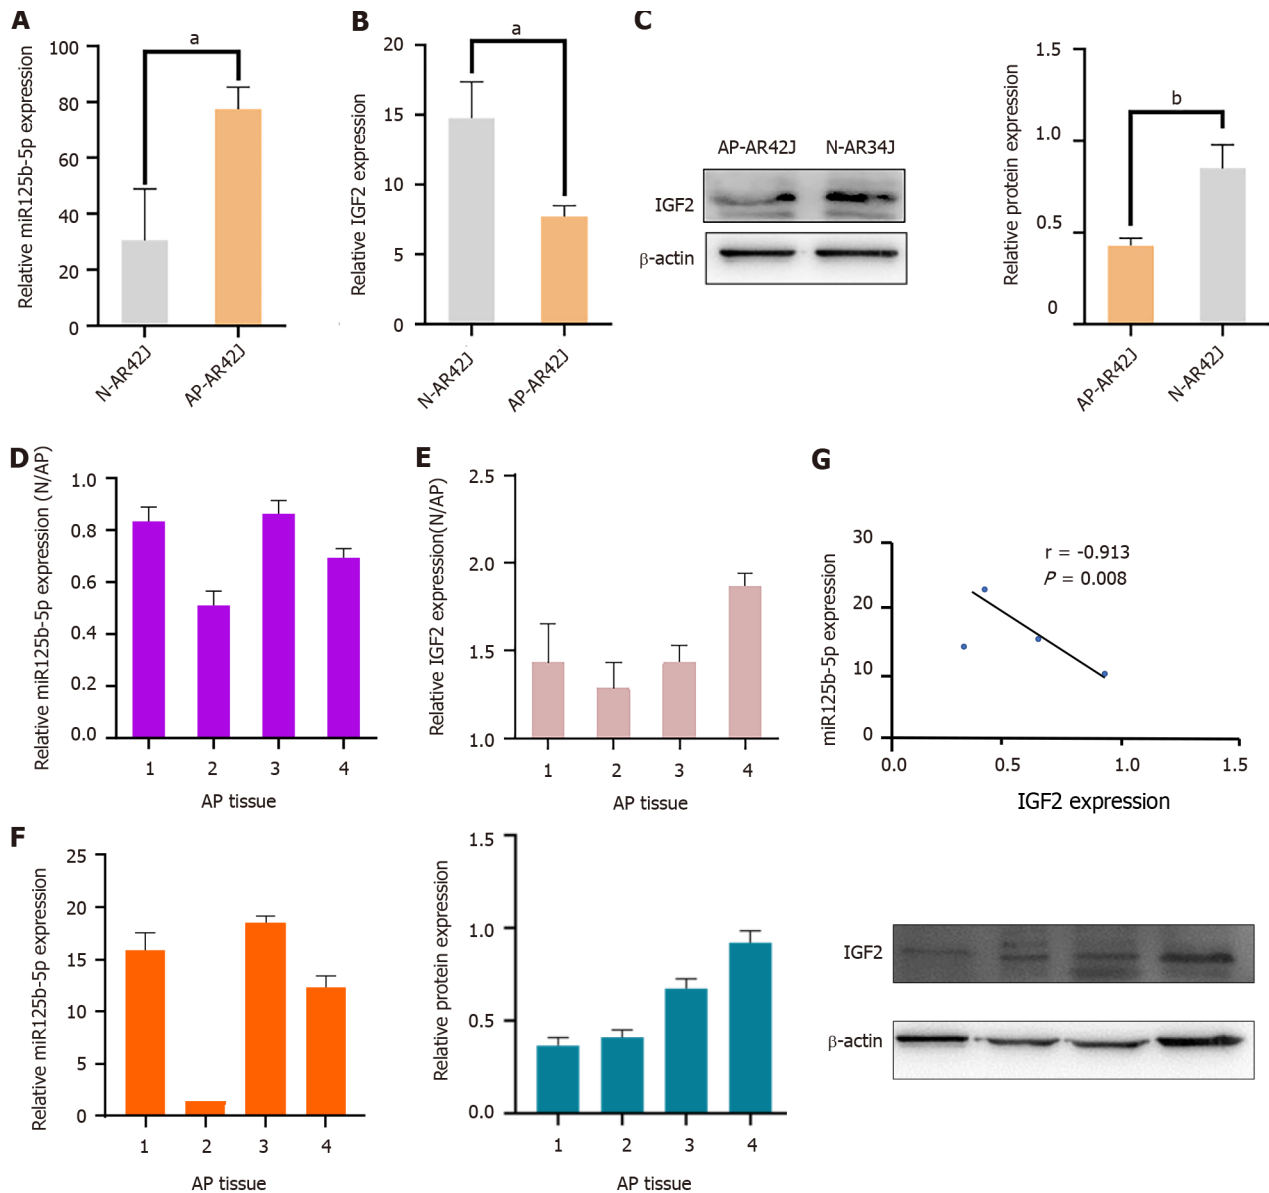 A
Relative miR125b-5p expression
100
80
60
40
20
0
a
N-AR42J
AP-AR42J
B
Relative IGF2 expression
20
15
10
5
0
a
N-AR42J
AP-AR42J
C
AP-AR42J N-AR34J
IGF2
β-actin
Relative protein expression
1.5
1.0
0.5
0
b
AP-AR42J
N-AR42J
D
Relative miR125b-5p expression (N/AP)
1.0
0.8
0.6
0.4
0.2
0.0
1 2 3 4
AP tissue
E
Relative IGF2 expression(N/AP)
2.5
2.0
1.5
1.0
1 2 3 4
AP tissue
G
miR125b-5p expression
30
20
10
0
r = -0.913
P = 0.008
0.0 0.5 1.0 1.5
IGF2 expression
F
Relative miR125b-5p expression
25
20
15
10
5
0
1 2 3 4
AP tissue
Relative protein expression
1.5
1.0
0.5
0.0
1 2 3 4
AP tissue
IGF2
β-actin